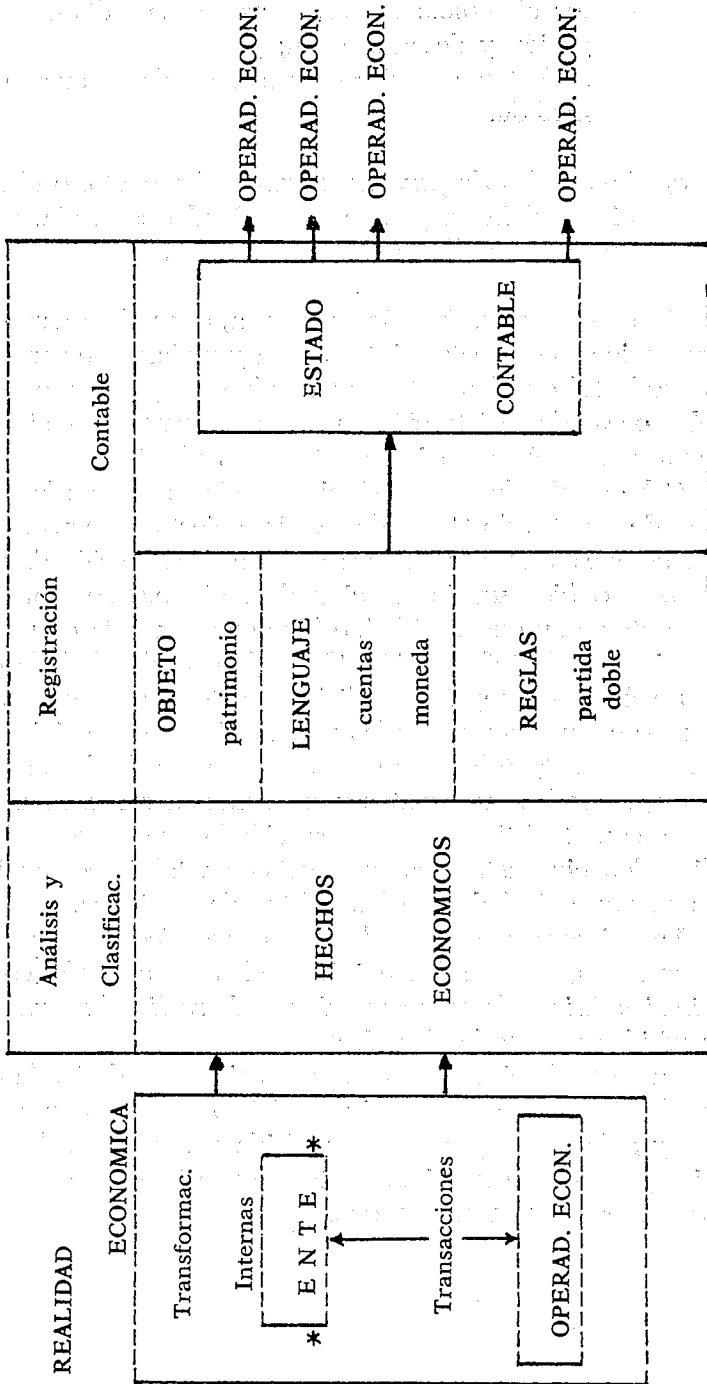 REALIDAD
ECONOMICA
Transformac.
Internas
* E N T E *
Transacciones
OPERAD. ECON.
Análisis y
Clasificac.
HECHOS
ECONOMICOS
Registración
Contable
OBJETO
patrimonio
LENGUAJE
cuentas
moneda
REGLAS
partida
doble
ESTADO
CONTABLE
OPERAD. ECON.
OPERAD. ECON.
OPERAD. ECON.
OPERAD. ECON.